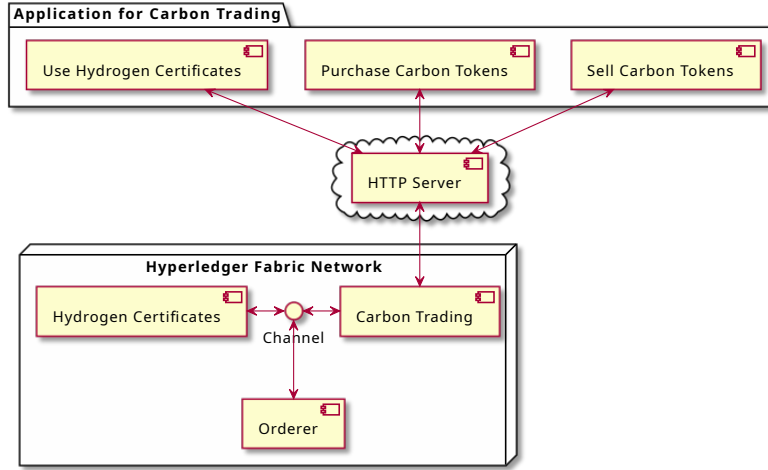 Application for Carbon Trading
Use Hydrogen Certificates
Purchase Carbon Tokens
Sell Carbon Tokens
HTTP Server
Hyperledger Fabric Network
Hydrogen Certificates
Carbon Trading
Channel
Orderer